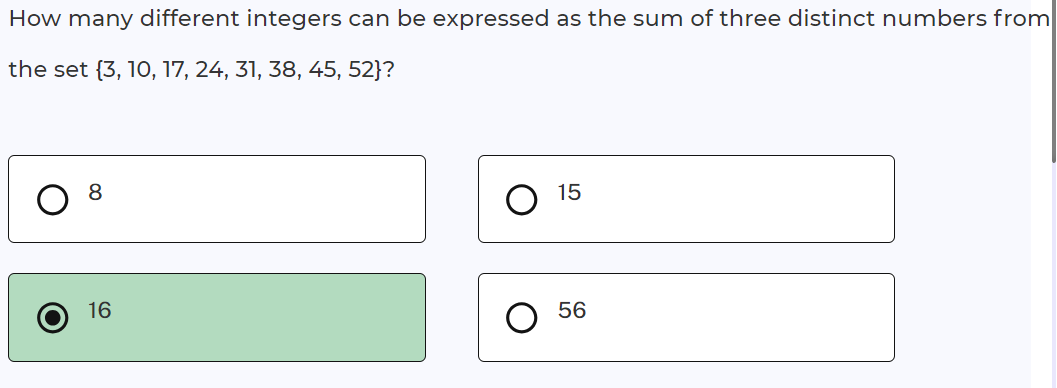 How many different integers can be expressed as the sum of three distinct numbers from
the set {3, 10, 17, 24, 31, 38, 45, 52}?
8
15
16
56